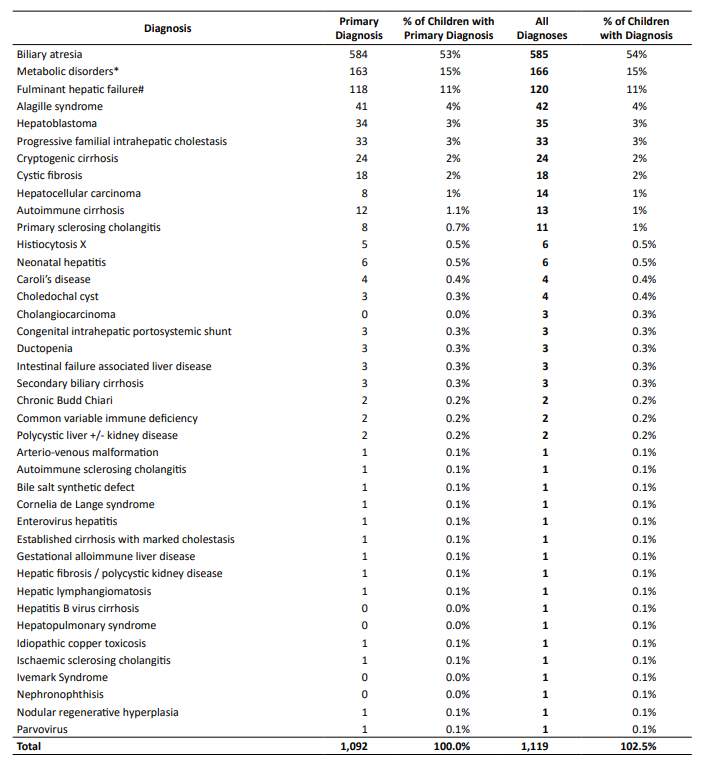 Diagnosis Primary Diagnosis % of Children with Primary Diagnosis All Diagnoses % of Children with Diagnosis
Biliary atresia 584 53% 585 54%
Metabolic disorders* 163 15% 166 15%
Fulminant hepatic failure# 118 11% 120 11%
Alagille syndrome 41 4% 42 4%
Hepatoblastoma 34 3% 35 3%
Progressive familial intrahepatic cholestasis 33 3% 33 3%
Cryptogenic cirrhosis 24 2% 24 2%
Cystic fibrosis 18 2% 18 2%
Hepatocellular carcinoma 8 1% 14 1%
Autoimmune cirrhosis 12 1.1% 13 1%
Primary sclerosing cholangitis 8 0.7% 11 1%
Histiocytosis X 5 0.5% 6 0.5%
Neonatal hepatitis 6 0.5% 6 0.5%
Caroli's disease 4 0.4% 4 0.4%
Choledochal cyst 3 0.3% 4 0.4%
Cholangiocarcinoma 0 0.0% 3 0.3%
Congenital intrahepatic portosystemic shunt 3 0.3% 3 0.3%
Ductopenia 3 0.3% 3 0.3%
Intestinal failure associated liver disease 3 0.3% 3 0.3%
Secondary biliary cirrhosis 3 0.3% 3 0.3%
Chronic Budd Chiari 2 0.2% 2 0.2%
Common variable immune deficiency 2 0.2% 2 0.2%
Polycystic liver +/- kidney disease 2 0.2% 2 0.2%
Arterio-venous malformation 1 0.1% 1 0.1%
Autoimmune sclerosing cholangitis 1 0.1% 1 0.1%
Bile salt synthetic defect 1 0.1% 1 0.1%
Cornelia de Lange syndrome 1 0.1% 1 0.1%
Enterovirus hepatitis 1 0.1% 1 0.1%
Established cirrhosis with marked cholestasis 1 0.1% 1 0.1%
Gestational alloimmune liver disease 1 0.1% 1 0.1%
Hepatic fibrosis / polycystic kidney disease 1 0.1% 1 0.1%
Hepatic lymphangiomatosis 1 0.1% 1 0.1%
Hepatitis B virus cirrhosis 0 0.0% 1 0.1%
Hepatopulmonary syndrome 0 0.0% 1 0.1%
Idiopathic copper toxicosis 1 0.1% 1 0.1%
Ischaemic sclerosing cholangitis 1 0.1% 1 0.1%
Ivemark Syndrome 0 0.0% 1 0.1%
Nephronophthisis 0 0.0% 1 0.1%
Nodular regenerative hyperplasia 1 0.1% 1 0.1%
Parvovirus 1 0.1% 1 0.1%
Total 1,092 100.0% 1,119 102.5%